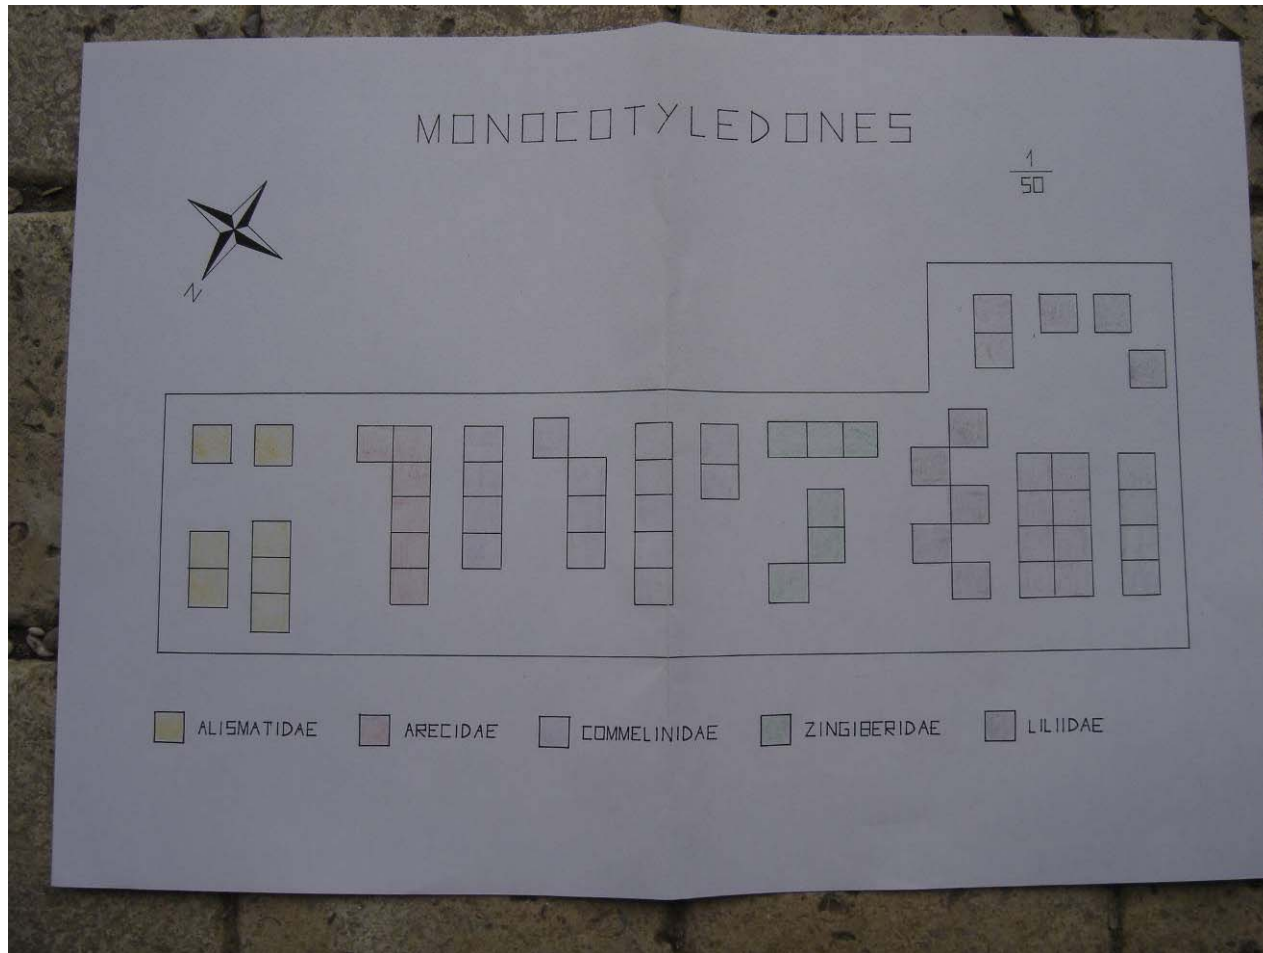 MONOCOTYLEDONES
1
50
N
ALISMATIDAE
ARECIDAE
COMMELINIDAE
ZINGIBERIDAE
LILIIDAE